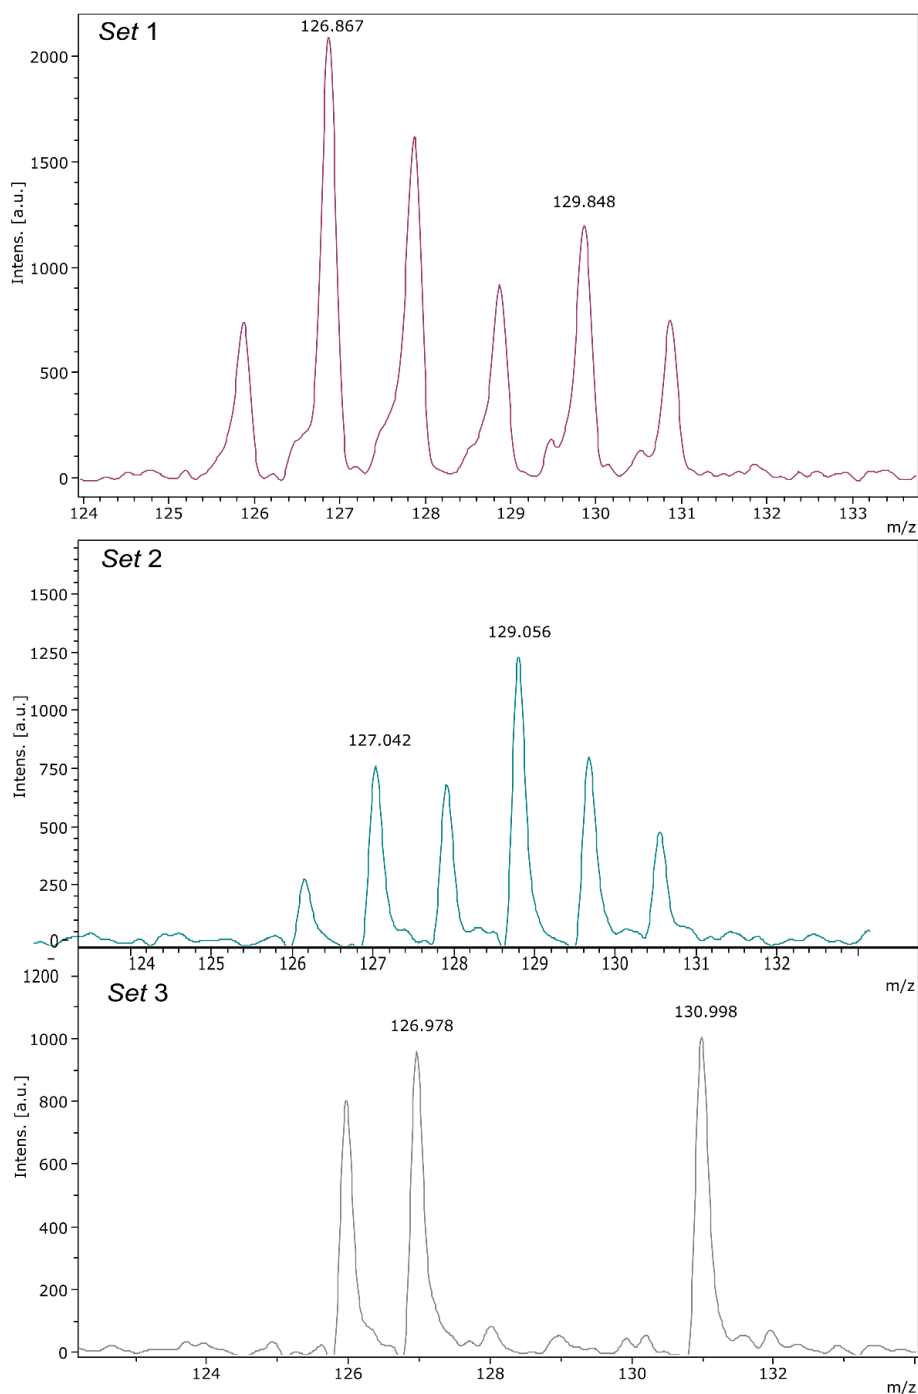 Set 1
126.867
129.848
Intens. [a.u.]
2000
1500
1000
500
0
124 125 126 127 128 129 130 131 132 133
m/z
Set 2
129.056
127.042
Intens. [a.u.]
1500
1250
1000
750
500
250
0
124 125 126 127 128 129 130 131 132
m/z
Set 3
130.998
126.978
Intens. [a.u.]
1200
1000
800
600
400
200
0
124 126 128 130 132
m/z